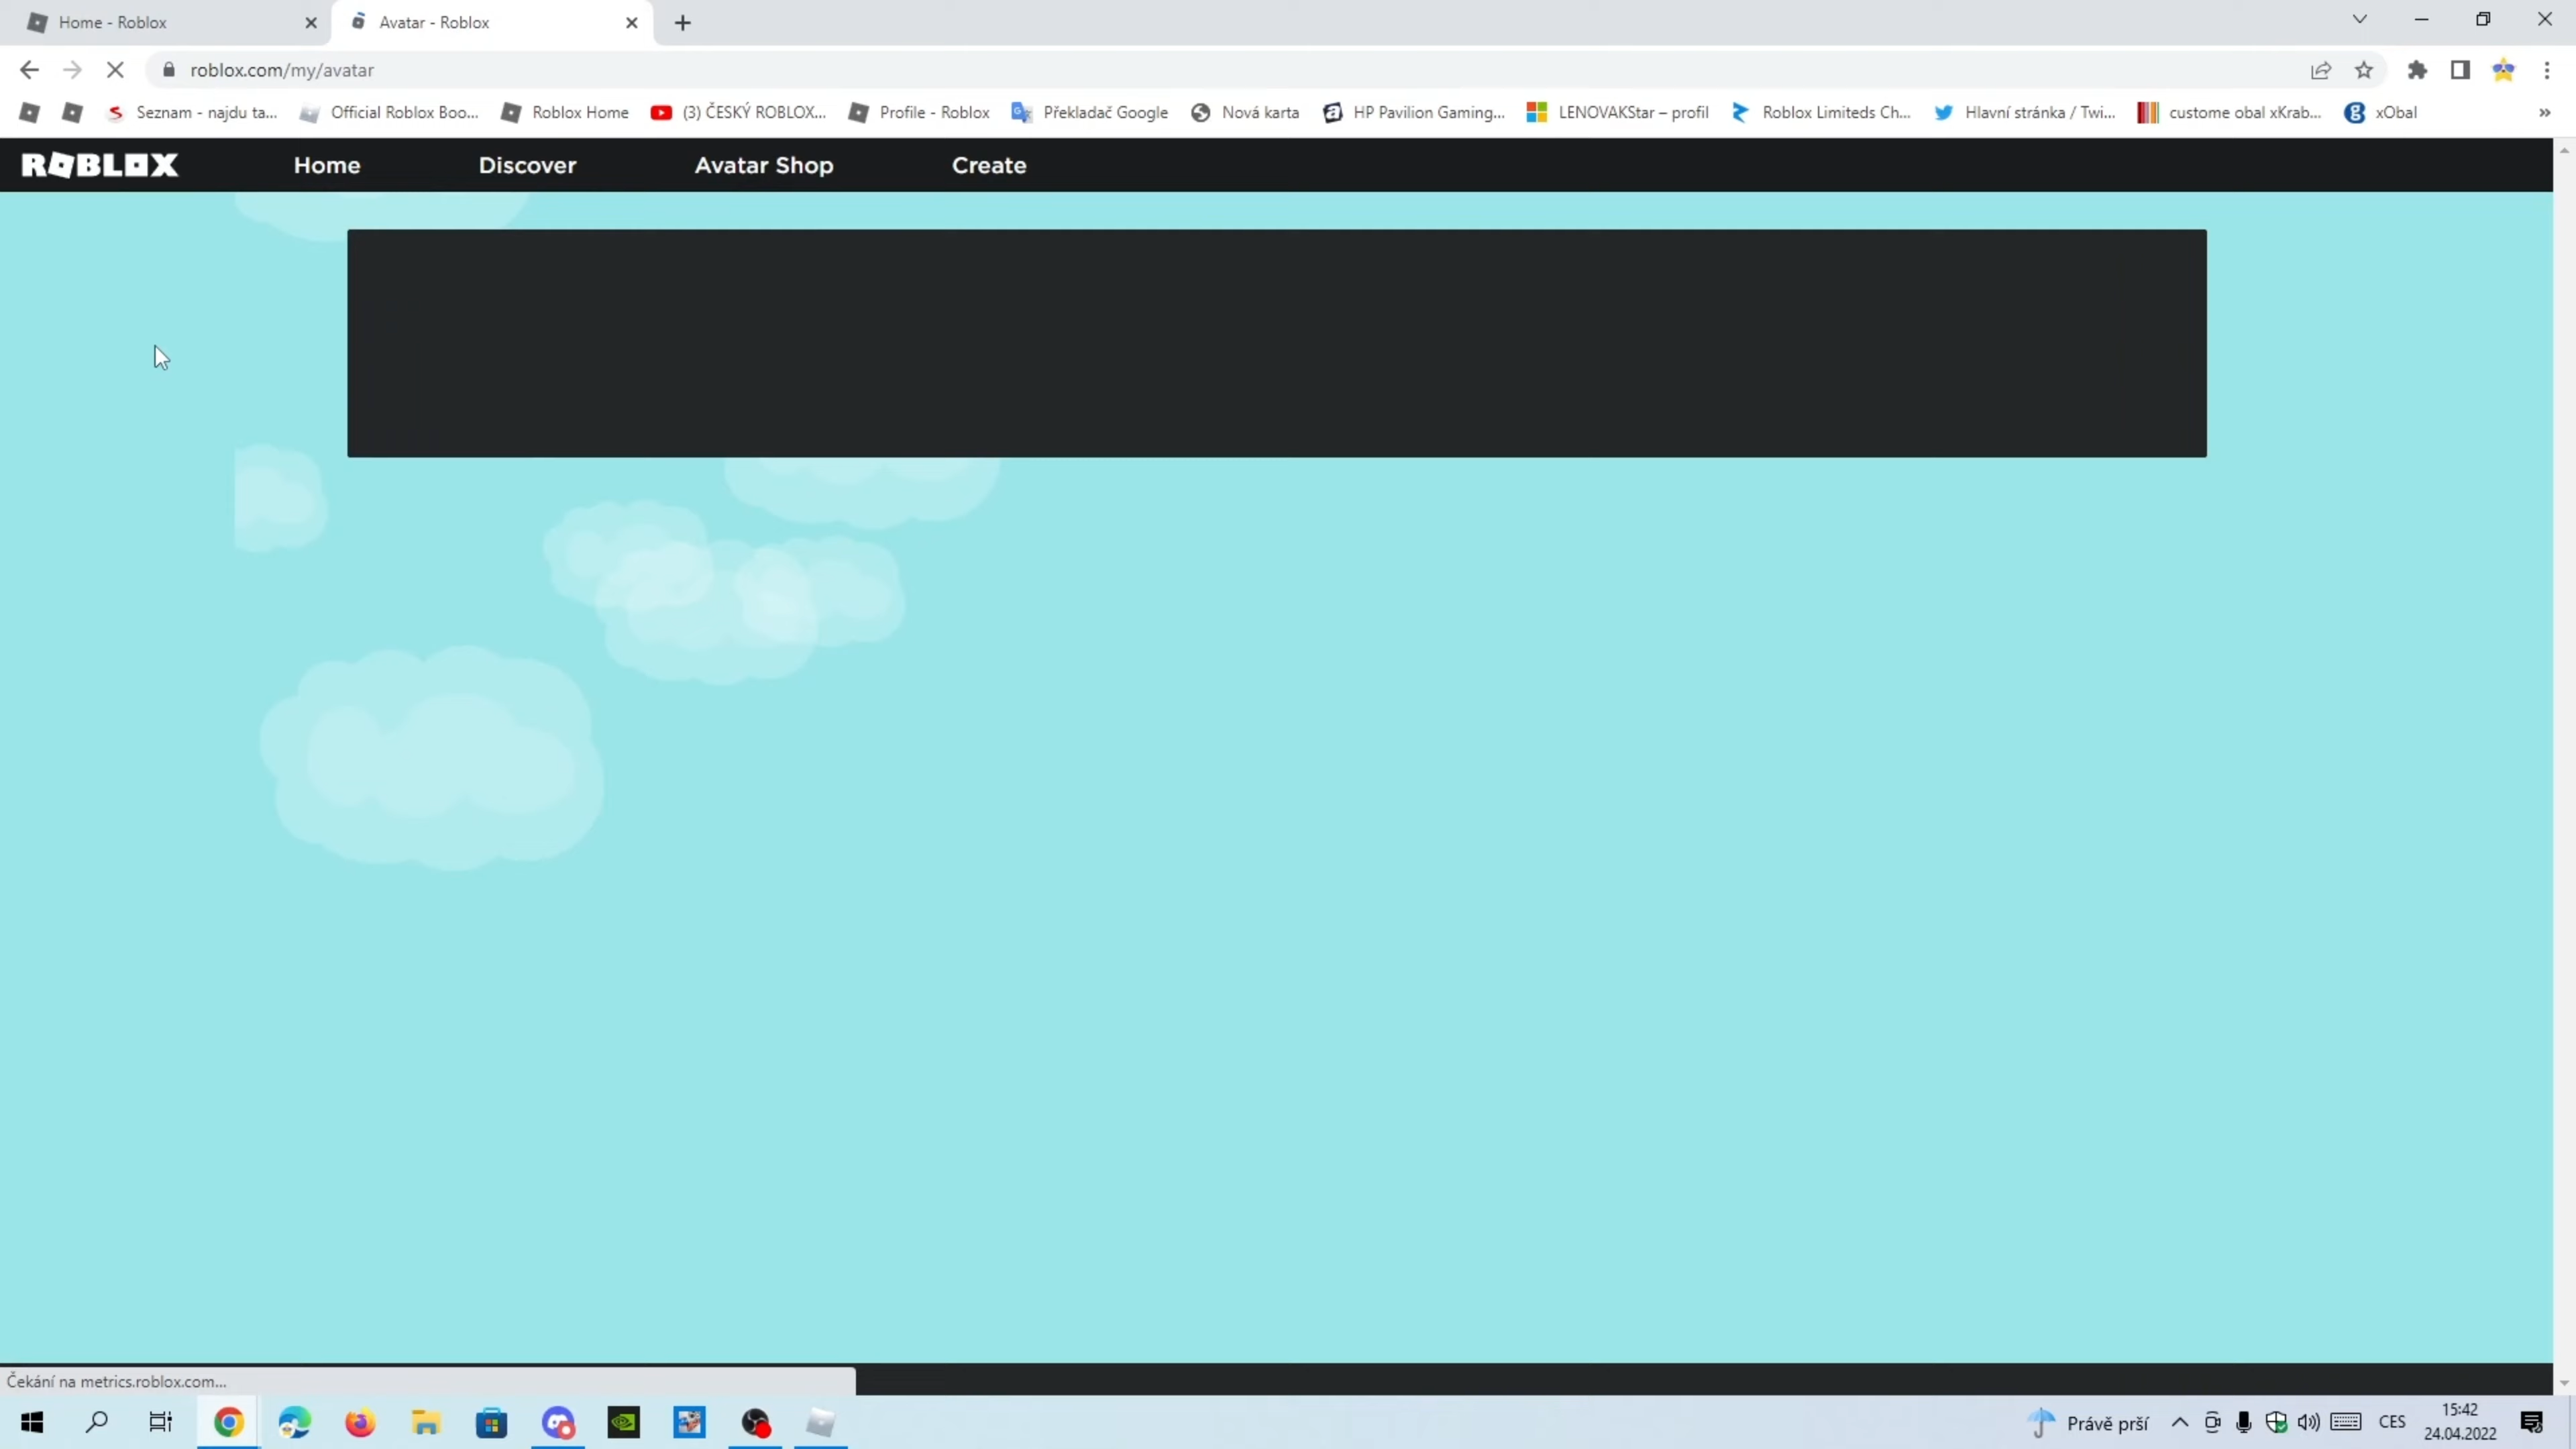 Home - Roblox
Avatar - Roblox
roblox.com/my/avatar
Seznam - najdu ta...
Official Roblox Boo...
Roblox Home
(3) ČESKÝ ROBLOX...
Profile - Roblox
Překladač Google
Nová karta
HP Pavilion Gaming...
LENOVAKStar – profil
Roblox Limiteds Ch...
Hlavní stránka / Twi...
custome obal xKrab...
xObal
ROBLOX
Home
Discover
Avatar Shop
Create
Čekání na metrics.roblox.com...
Právě prší
CES
15:42
24.04.2022